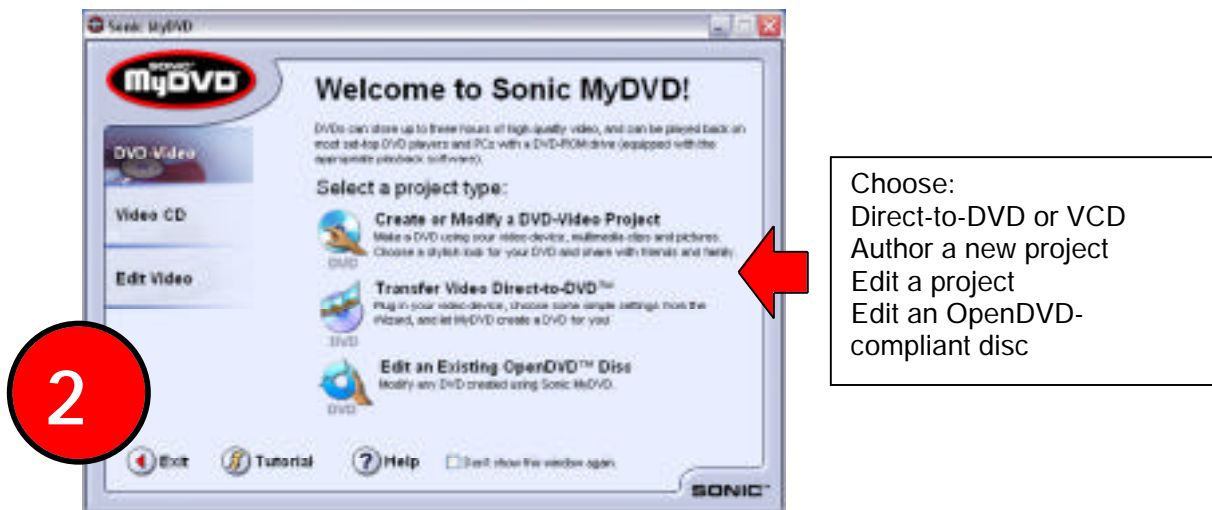 Sonic MyDVD
SONIC
MyDVD
Welcome to Sonic MyDVD!
DVDs can store up to three hours of high quality video, and can be played back on
most set-top DVD players and PCs with a DVD-ROM drive (equipped with the
appropriate playback software).
DVD-Video
Video CD
Edit Video
Select a project type:
Create or Modify a DVD-Video Project
Make a DVD using your video device, multimedia clips and pictures.
Choose a stylish look for your DVD and share with friends and family.
DVD
Transfer Video Direct-to-DVD™
Plug in your video device, choose some simple settings from the
Wizard, and let MyDVD create a DVD for you!
DVD
Edit an Existing OpenDVD™ Disc
Modify any DVD created using Sonic MyDVD.
DVD
Exit
Tutorial
Help
Don't show this window again.
SONIC™
2
Choose:
Direct-to-DVD or VCD
Author a new project
Edit a project
Edit an OpenDVD-
compliant disc